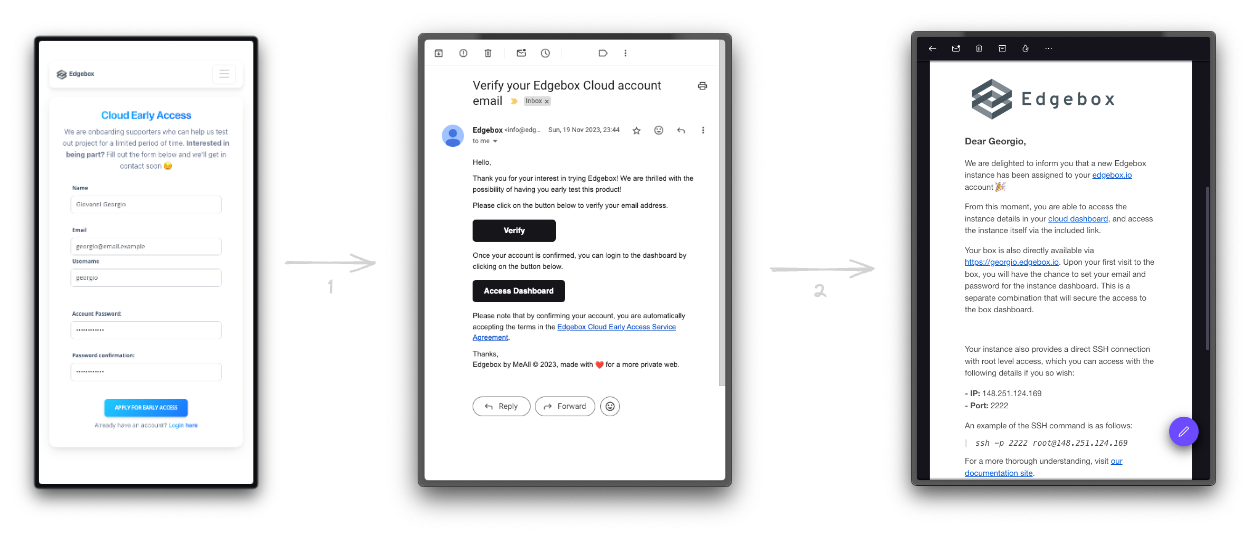 Edgebox
Cloud Early Access
We are onboarding supporters who can help us test
out project for a limited period of time. Interested in
being part? Fill out the form below and we'll get in
contact soon 😊
Name
Giovanni Georgio
Email
georgio@email.example
Username
georgio
Account Password:
••••••••••••
Password confirmation:
••••••••••••
APPLY FOR EARLY ACCESS
Already have an account? Login here
1
Verify your Edgebox Cloud account
email
Inbox ×
Edgebox <info@edg... Sun, 19 Nov 2023, 23:44
to me
Hello,
Thank you for your interest in trying Edgebox! We are thrilled with the
possibility of having you early test this product!
Please click on the button below to verify your email address.
Verify
Once your account is confirmed, you can login to the dashboard by
clicking on the button below.
Access Dashboard
Please note that by confirming your account, you are automatically
accepting the terms in the Edgebox Cloud Early Access Service
Agreement.
Thanks,
Edgebox by MeAll © 2023, made with ❤️ for a more private web.
Reply
Forward
2
Edgebox
Dear Georgio,
We are delighted to inform you that a new Edgebox
instance has been assigned to your edgebox.io
account 🎉
From this moment, you are able to access the
instance details in your cloud dashboard, and access
the instance itself via the included link.
Your box is also directly available via
https://georgio.edgebox.io. Upon your first visit to the
box, you will have the chance to set your email and
password for the instance dashboard. This is a
separate combination that will secure the access to
the box dashboard.
Your instance also provides a direct SSH connection
with root level access, which you can access with the
following details if you so wish:
- IP: 148.251.124.169
- Port: 2222
An example of the SSH command is as follows:
ssh -p 2222 root@148.251.124.169
For a more thorough understanding, visit our
documentation site.